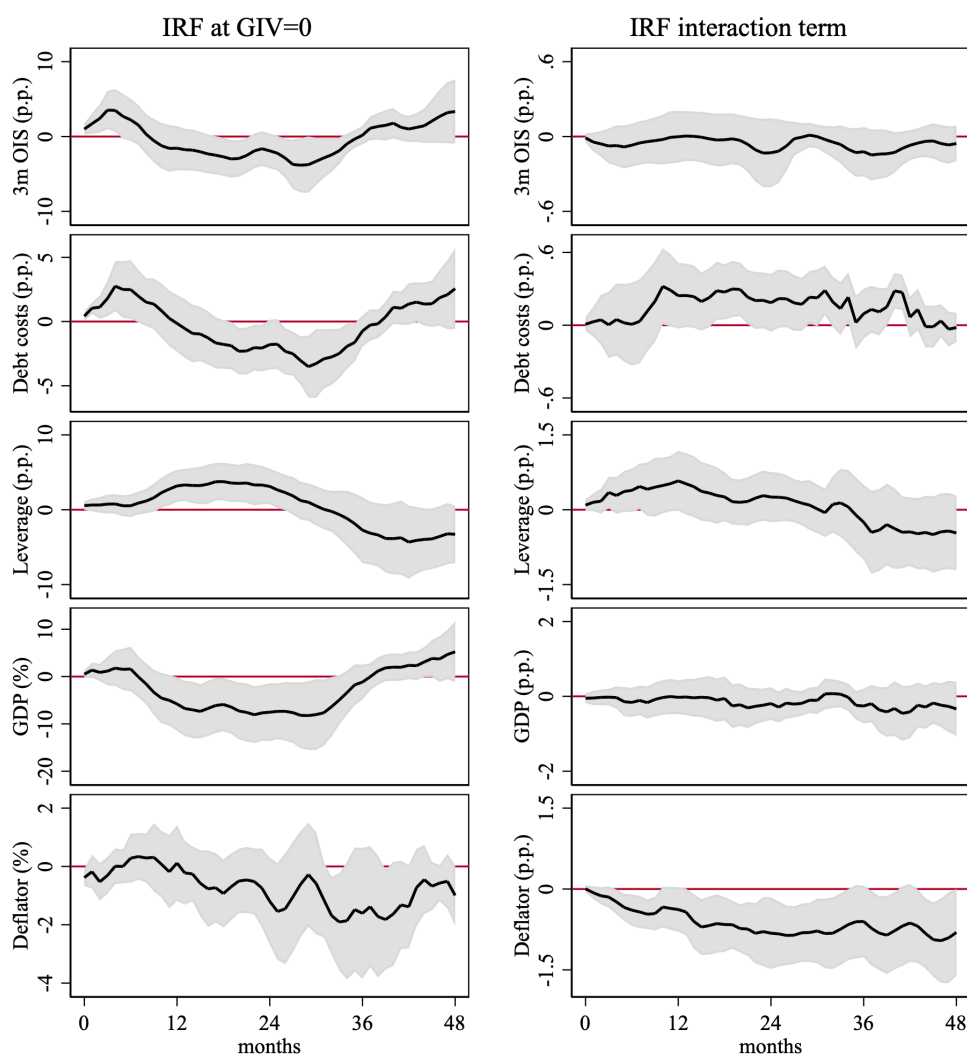 IRF at GIV=0
IRF interaction term
3m OIS (p.p.)
10
0
-10
3m OIS (p.p.)
.6
0
-.6
Debt costs (p.p.)
5
0
-5
Debt costs (p.p.)
.6
0
-.6
Leverage (p.p.)
10
0
-10
Leverage (p.p.)
1.5
0
-1.5
GDP (%)
10
0
-10
-20
GDP (p.p.)
2
0
-2
Deflator (%)
2
0
2
-4
Deflator (p.p.)
1.5
0
-1.5
0 12 24 36 48
months
0 12 24 36 48
months